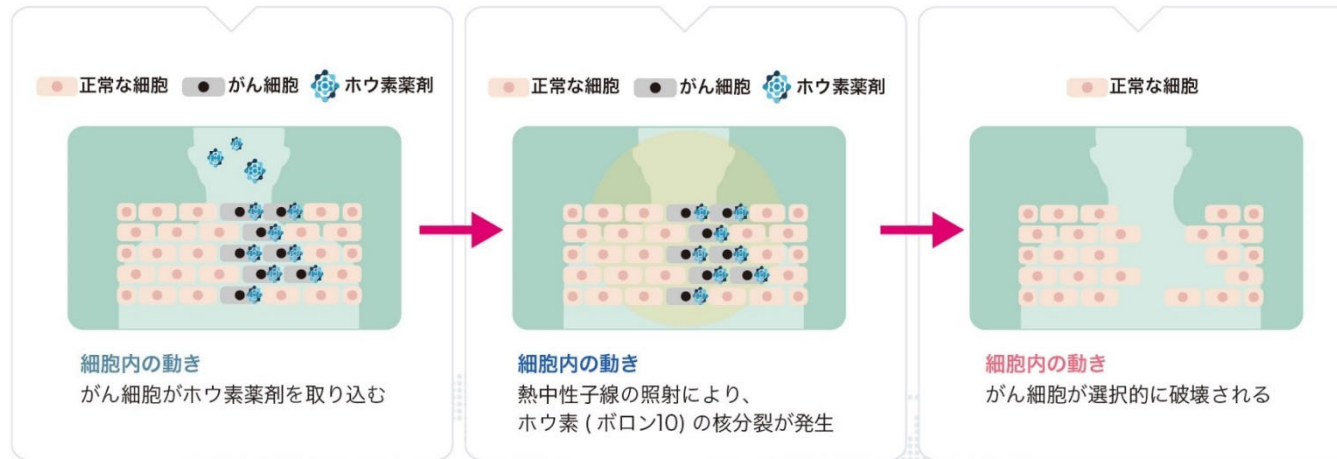 正常な細胞 がん細胞 ホウ素薬剤
細胞内の動き
がん細胞がホウ素薬剤を取り込む
正常な細胞 がん細胞 ホウ素薬剤
細胞内の動き
熱中性子線の照射により、
ホウ素 ( ボロン10) の核分裂が発生
正常な細胞
細胞内の動き
がん細胞が選択的に破壊される